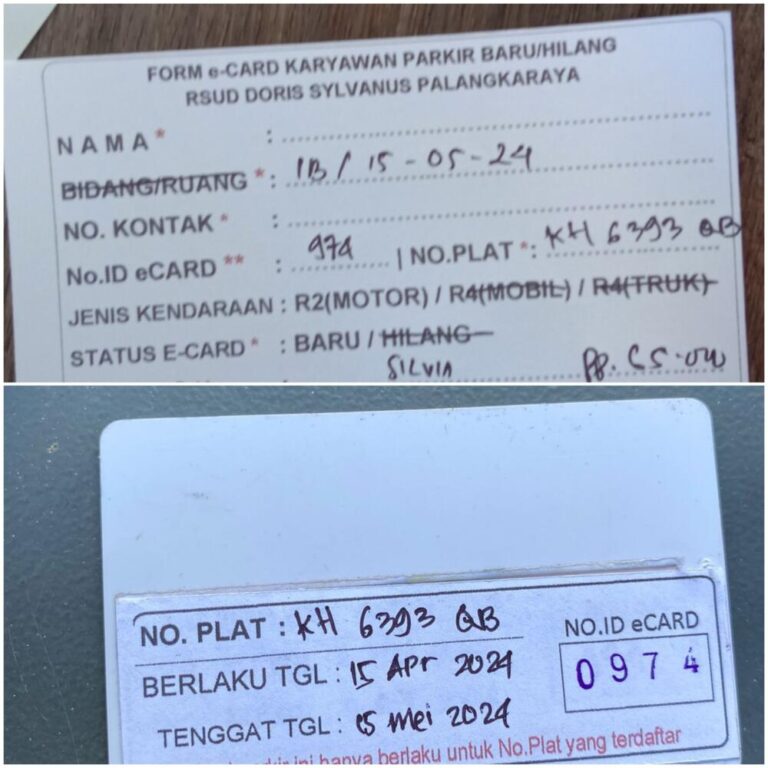 FORM e-CARD KARYAWAN PARKIR BARU/HILANG
RSUD DORIS SYLVANUS PALANGKARAYA
NAMA* :
BIDANG/RUANG *: 1B / 15-05-24
NO. KONTAK * :
No.ID eCARD ** : 974 | NO.PLAT *: KH 6393 QB
JENIS KENDARAAN : R2(MOTOR) / R4(MOBIL) / R4(TRUK)
STATUS E-CARD * : BARU / HILANG
SILVIA
NO. PLAT : KH 6393 QB
NO.ID eCARD
BERLAKU TGL : 15 Apr 2024
0974
TENGGAT TGL : 15 Mei 2024
ini hanya berlaku untuk No.Plat yang terdaftar